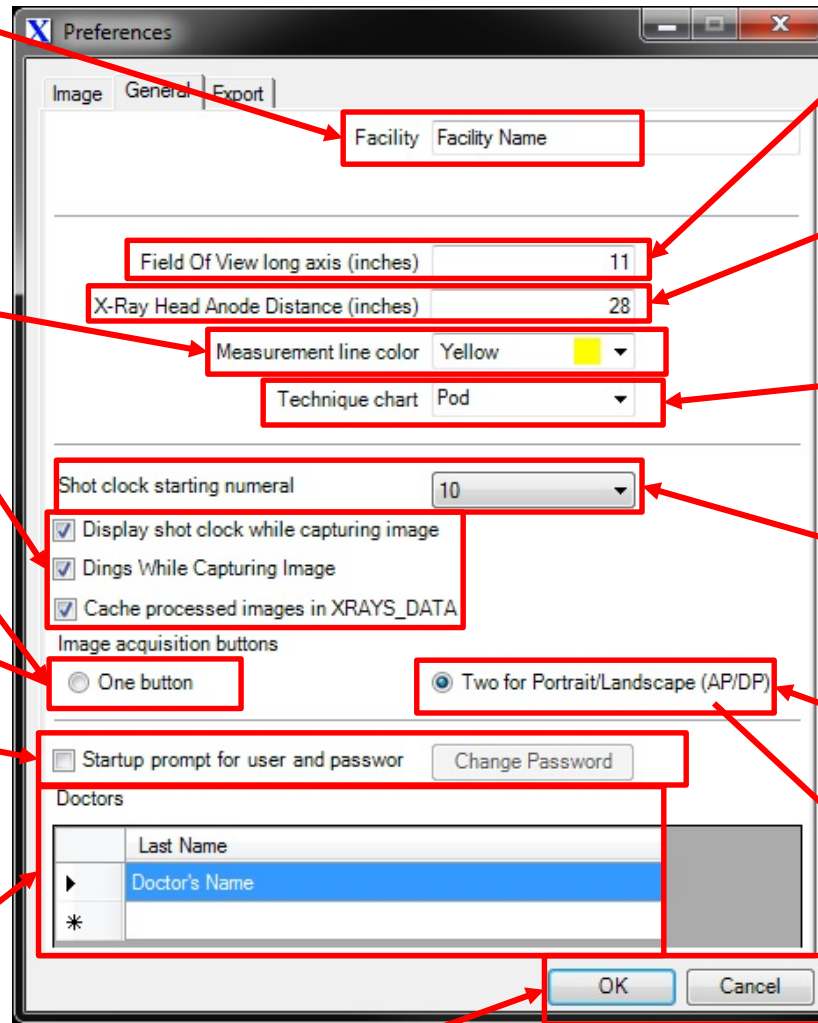 X Preferences
Image General Export
Facility Facility Name
Field Of View long axis (inches) 11
X-Ray Head Anode Distance (inches) 28
Measurement line color Yellow
Technique chart Pod
Shot clock starting numeral 10
Display shot clock while capturing image
Dings While Capturing Image
Cache processed images in XRAYS_DATA
Image acquisition buttons
One button Two for Portrait/Landscape (AP/DP)
Startup prompt for user and passwor Change Password
Doctors
Last Name
Doctor's Name
OK Cancel